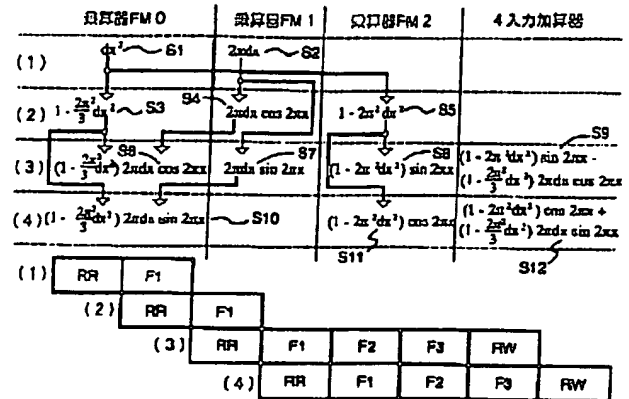 乗算器FM 0 乗算器FM 1 乗算器FM 2 4入力加算器
(1) dx² S1 2πdx S2
(2) 1 - 2π²/3 dx² S3 S4 2πdx cos 2πx 1 - 2π²dx² S5
S9
(3) (1 - 2π²/3 dx²) 2πdx cos 2πx S6 2πdx sin 2πx S7 (1 - 2π²dx²) sin 2πx S8 (1 - 2π²dx²) sin 2πx -
(1 - 2π²/3 dx²) 2πdx cos 2πx
(4) (1 - 2π²/3 dx²) 2πdx sin 2πx S10 (1 - 2π²dx²) cos 2πx (1 - 2π²dx²) cos 2πx +
(1 - 2π²/3 dx²) 2πdx sin 2πx
S11 S12
(1) RR F1
(2) RR F1
(3) RR F1 F2 F3 RW
(4) RR F1 F2 F3 RW